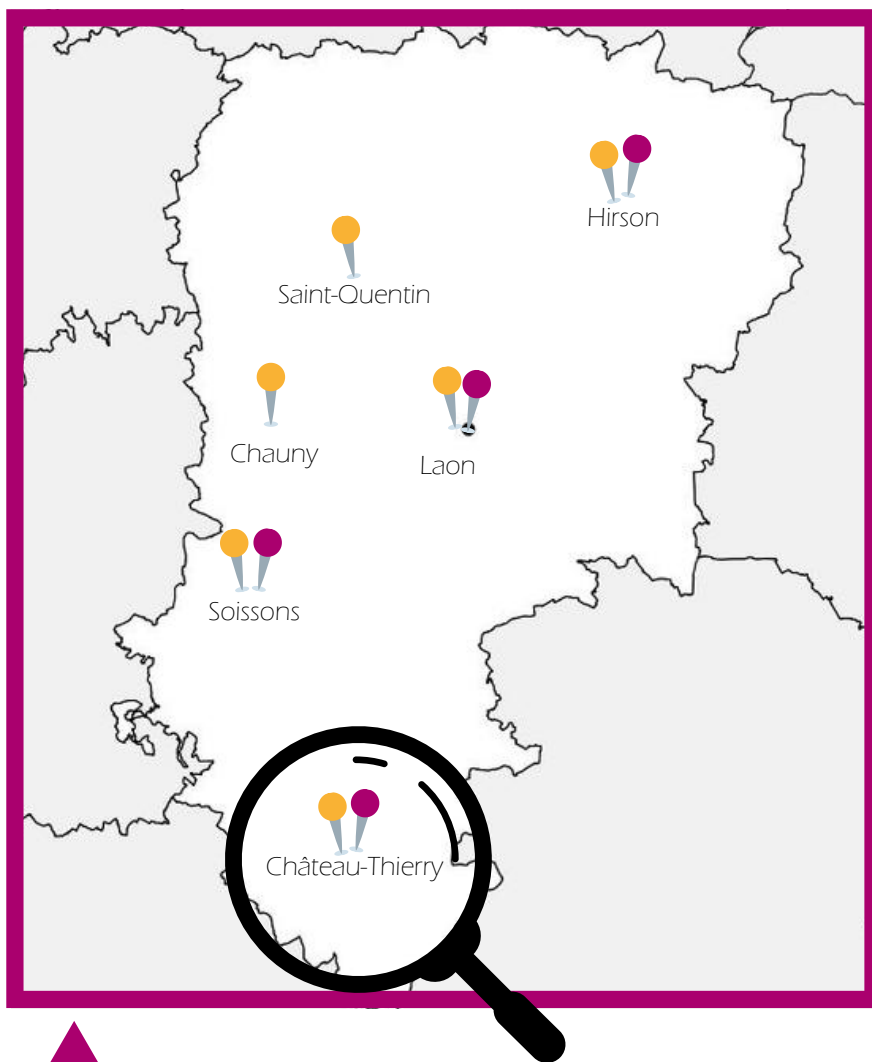 Hirson
Saint-Quentin
Chauny
Laon
Soissons
Château-Thierry